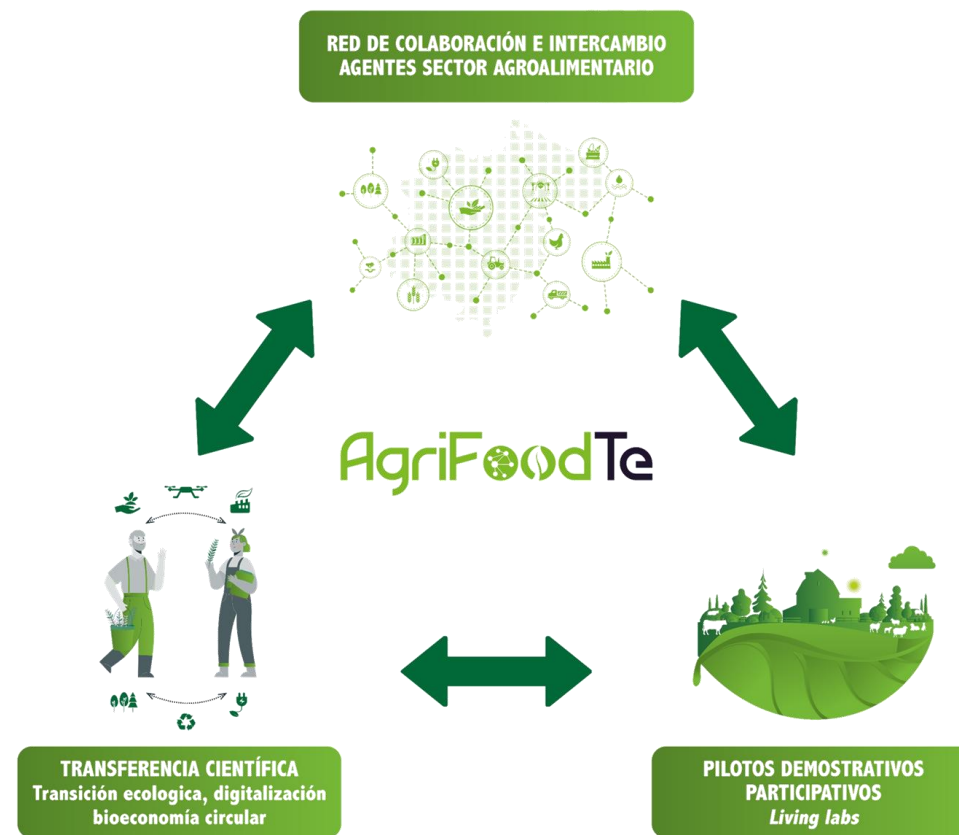 RED DE COLABORACIÓN E INTERCAMBIO
AGENTES SECTOR AGROALIMENTARIO
AgriFoodTe
TRANSFERENCIA CIENTÍFICA
Transición ecologica, digitalización
bioeconomía circular
PILOTOS DEMOSTRATIVOS
PARTICIPATIVOS
Living labs